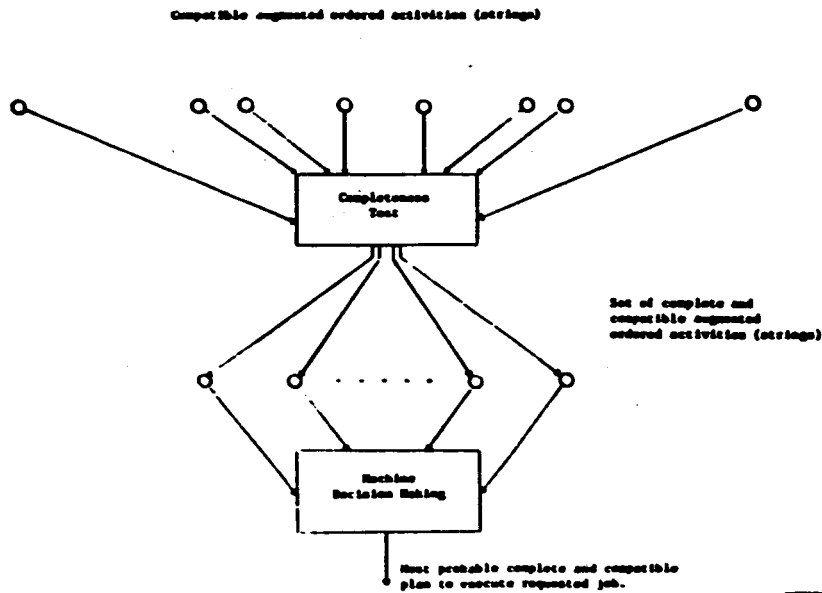 Compatible augmented ordered activities (strings)
Completeness
Test
Set of complete and
compatible augmented
ordered activities (strings)
Machine
Decision Making
Most probable complete and compatible
plan to execute requested job.